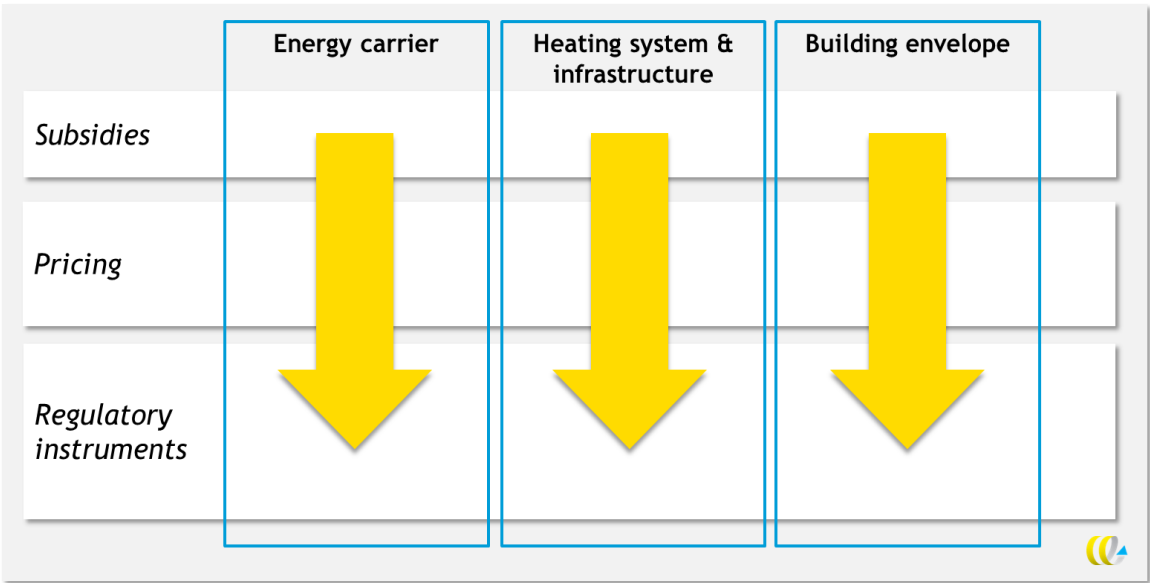 Energy carrier
Heating system &
infrastructure
Building envelope
Subsidies
Pricing
Regulatory
instruments